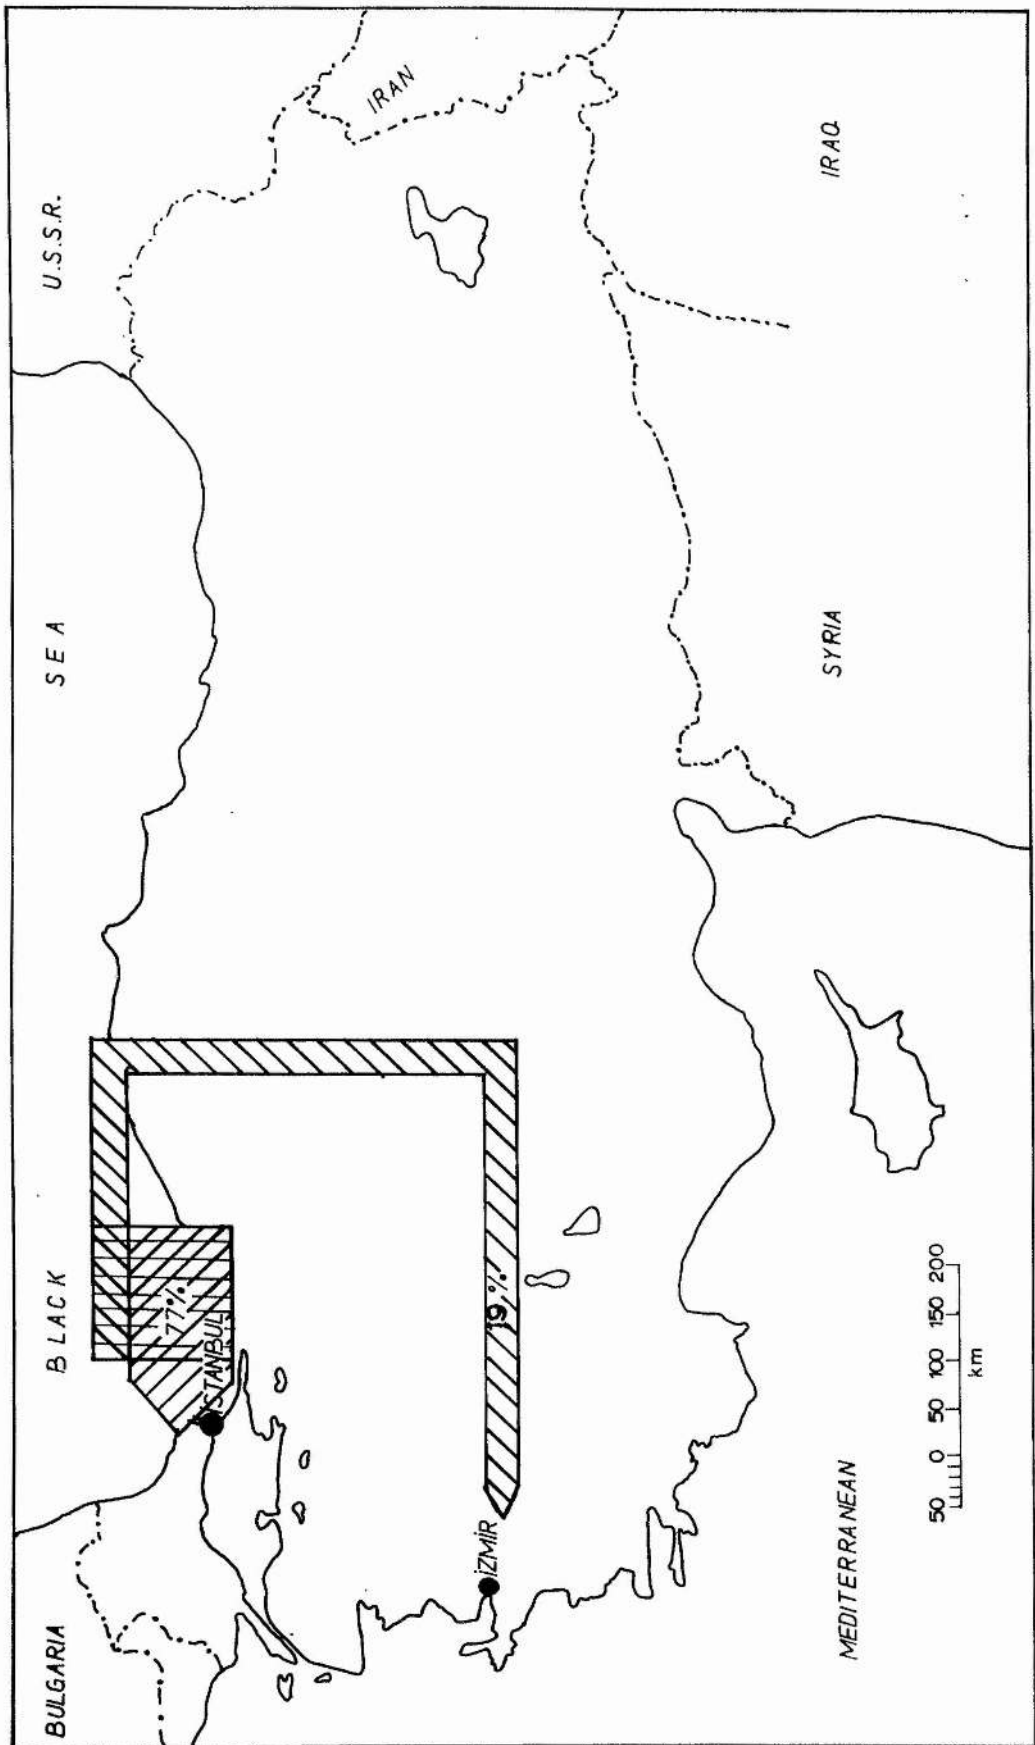 BULGARIA
BLACK
SEA
U.S.S.R.
IRAN
77%
İSTANBUL
19%
İZMİR
MEDITERRANEAN
SYRIA
IRAQ
50 0 50 100 150 200
km